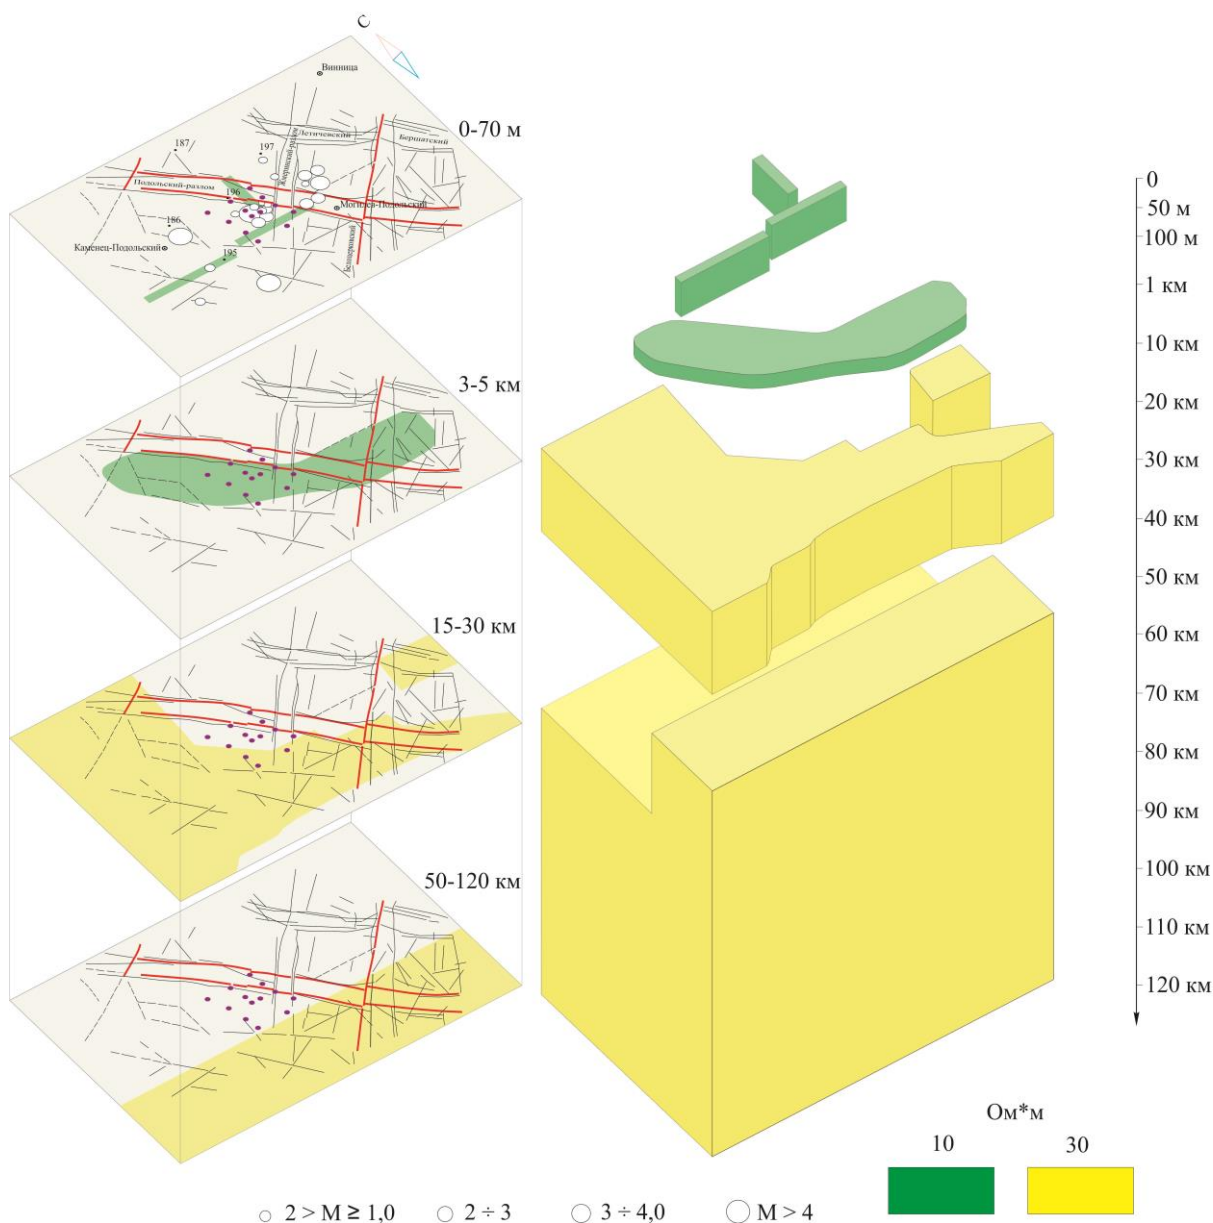 С
Винница
0-70 м
Летичевский
Бершатский
187
197
Жмеринский-разлом
Подольский-разлом
196
186
Могилев-Подольский
Каменец-Подольский
195
3-5 км
15-30 км
50-120 км
0
50 м
100 м
1 км
10 км
20 км
30 км
40 км
50 км
60 км
70 км
80 км
90 км
100 км
110 км
120 км
Ом*м
10 30
2 > М ≥ 1,0 2 ÷ 3 3 ÷ 4,0 М > 4